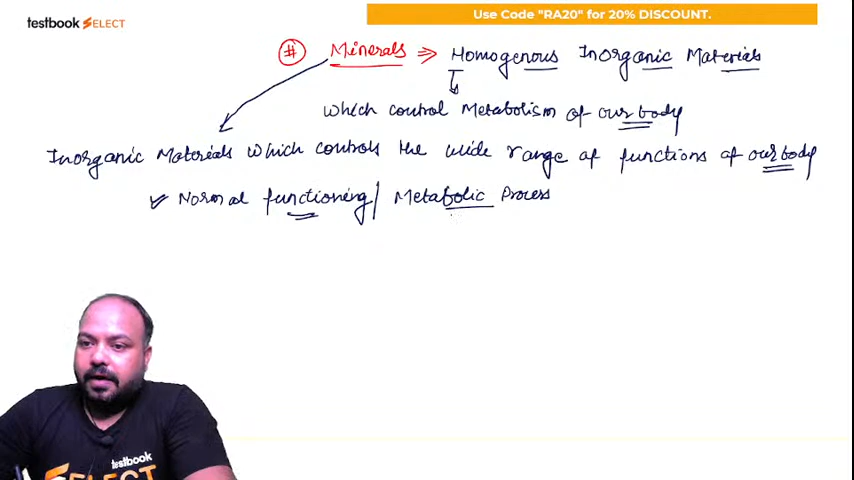 Use Code "RA20" for 20% DISCOUNT.
testbook SELECT
# Minerals ⇒ Homogenous Inorganic Materials
Which control Metabolism of our body
Inorganic Materials which controls the wide range of functions of our body
✓ Normal functioning / Metabolic Process
testbook
SELECT